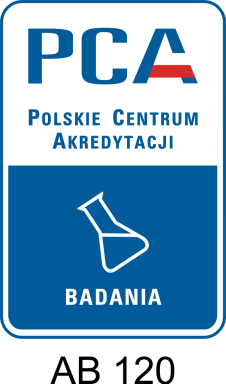 PCA
POLSKIE CENTRUM
AKREDYTACJI
BADANIA
AB 120